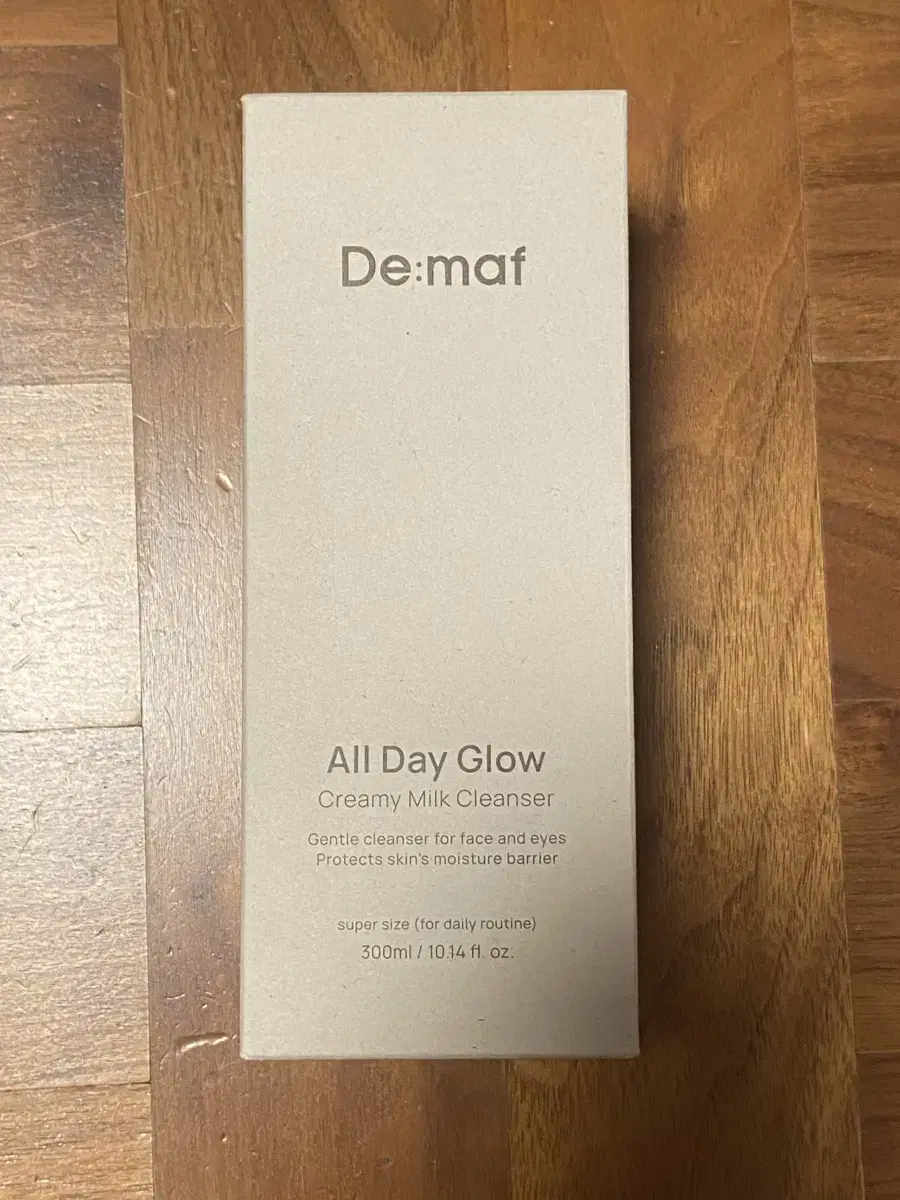 De:maf
All Day Glow
Creamy Milk Cleanser
Gentle cleanser for face and eyes
Protects skin's moisture barrier
super size (for daily routine)
300ml / 10.14 fl. oz.